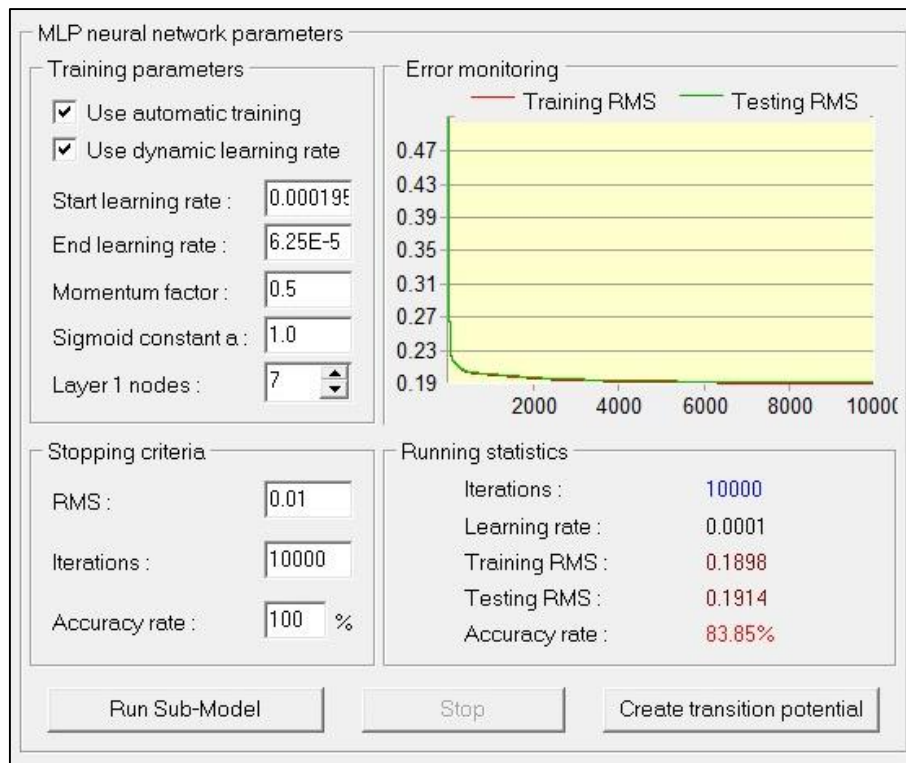 MLP neural network parameters
Training parameters
Use automatic training
Use dynamic learning rate
Start learning rate : 0.000195
End learning rate : 6.25E-5
Momentum factor : 0.5
Sigmoid constant a : 1.0
Layer 1 nodes : 7
Error monitoring
Training RMS Testing RMS
0.47
0.43
0.39
0.35
0.31
0.27
0.23
0.19
2000 4000 6000 8000 1000
Stopping criteria
RMS : 0.01
Iterations : 10000
Accuracy rate : 100 %
Running statistics
Iterations : 10000
Learning rate : 0.0001
Training RMS : 0.1898
Testing RMS : 0.1914
Accuracy rate : 83.85%
Run Sub-Model Stop Create transition potential